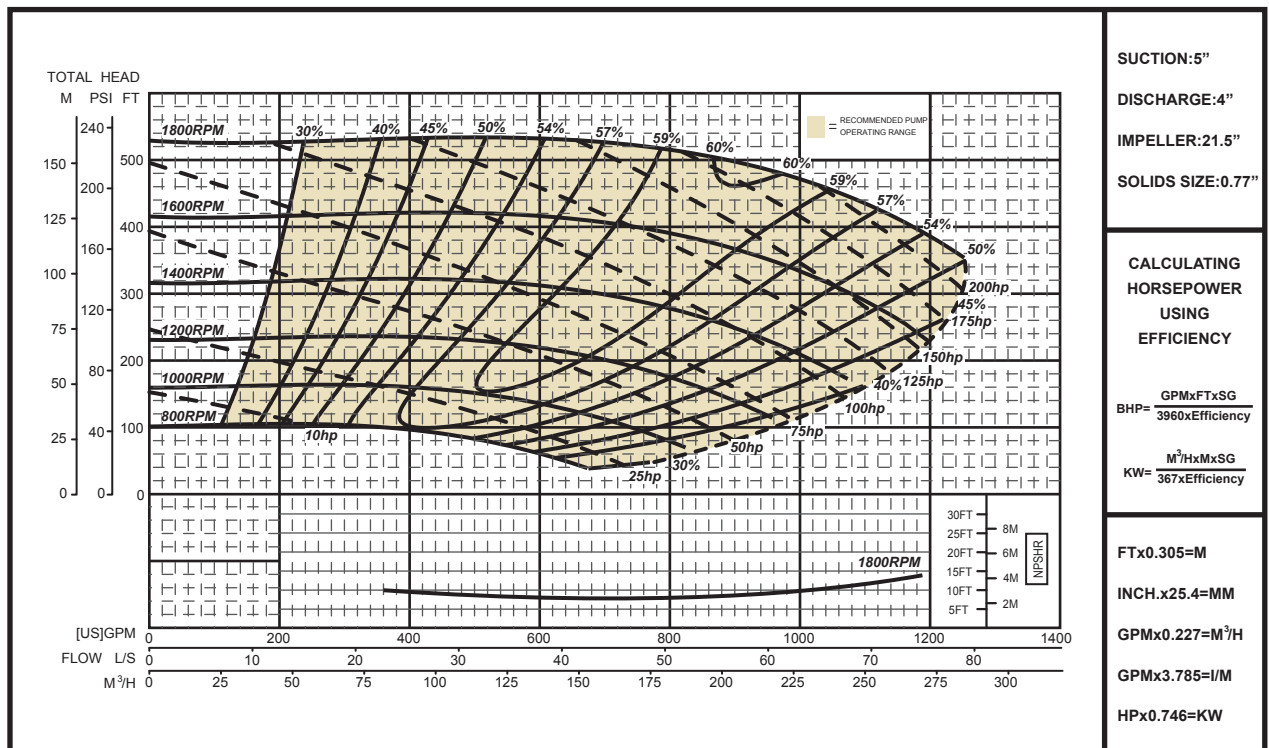 TOTAL HEAD
M PSI FT
240
150
200
125
160
100
120
75
80
50
40
25
0 0
500
400
300
200
100
0
1800RPM
1600RPM
1400RPM
1200RPM
1000RPM
800RPM
30% 40% 45% 50% 54% 57% 59% 60%
60%
59%
57%
54%
50%
200hp
45%
175hp
150hp
40% 125hp
100hp
75hp
50hp
30%
25hp
10hp
= RECOMMENDED PUMP
OPERATING RANGE
30FT
25FT
20FT
15FT
10FT
5FT
8M
6M
4M
2M
NPSHR
1800RPM
[US]GPM 0 200 400 600 800 1000 1200 1400
FLOW L/S 0 10 20 30 40 50 60 70 80
M³/H 0 25 50 75 100 125 150 175 200 225 250 275 300
SUCTION:5”
DISCHARGE:4”
IMPELLER:21.5”
SOLIDS SIZE:0.77”
CALCULATING
HORSEPOWER
USING
EFFICIENCY
BHP= GPMxFTxSG
3960xEfficiency
KW= M³/HxMxSG
367xEfficiency
FTx0.305=M
INCH.x25.4=MM
GPMx0.227=M³/H
GPMx3.785=l/M
HPx0.746=KW